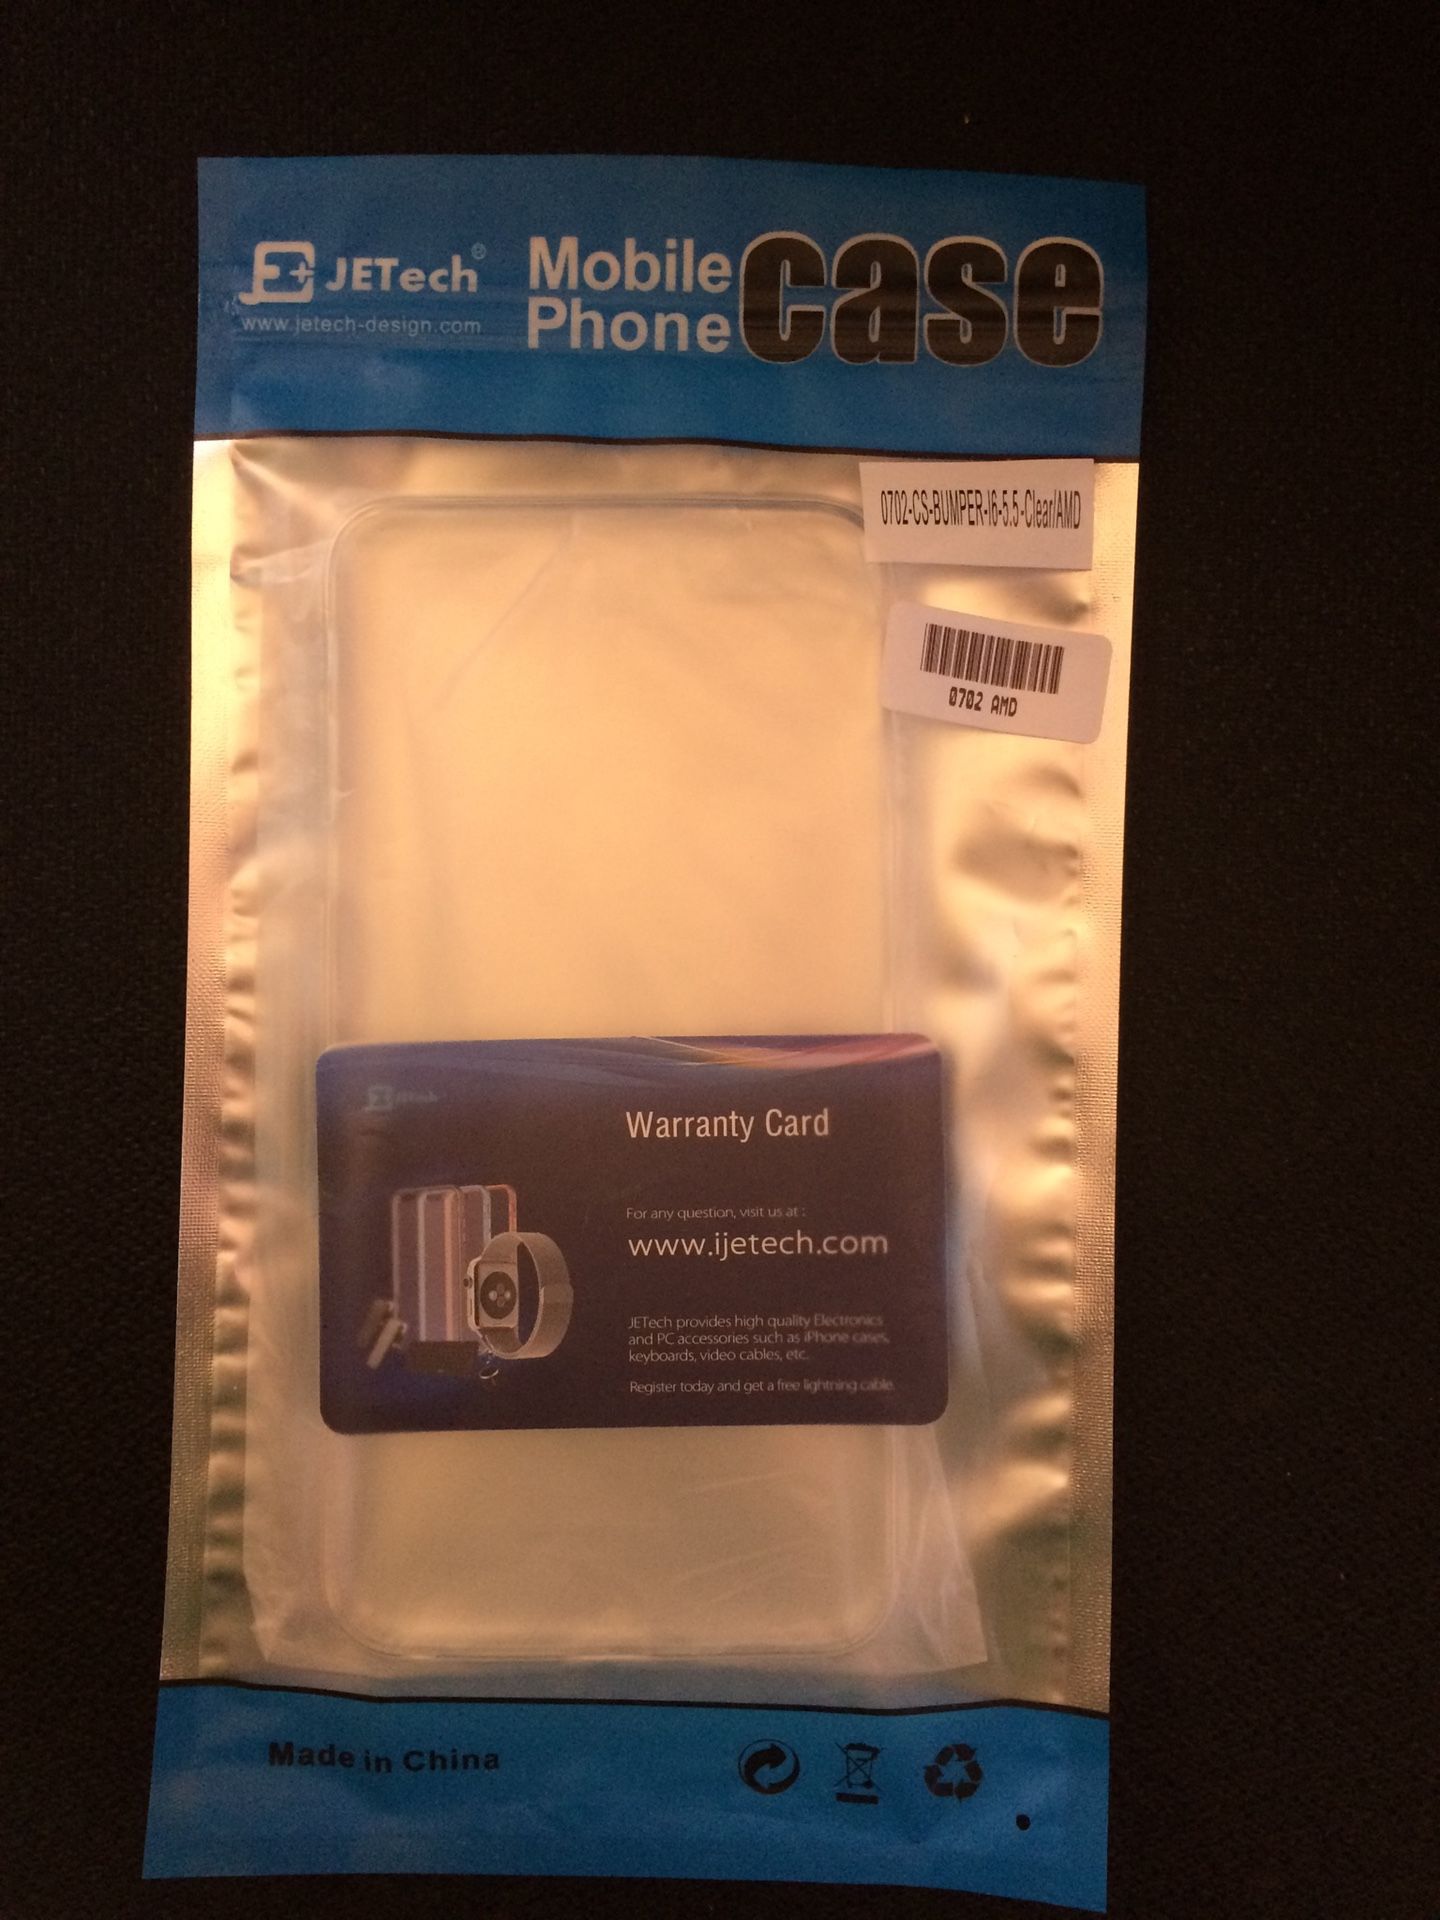 JETech®
www.jetech-design.com
Mobile
Phone
case
0702-CS-BUMPER-I6-5.5-Clear/AMD
0702 AMD
JETech
Warranty Card
For any question, visit us at :
www.ijetech.com
JETech provides high quality Electronics
and PC accessories such as iPhone cases,
keyboards, video cables, etc.
Register today and get a free lightning cable.
Made in China